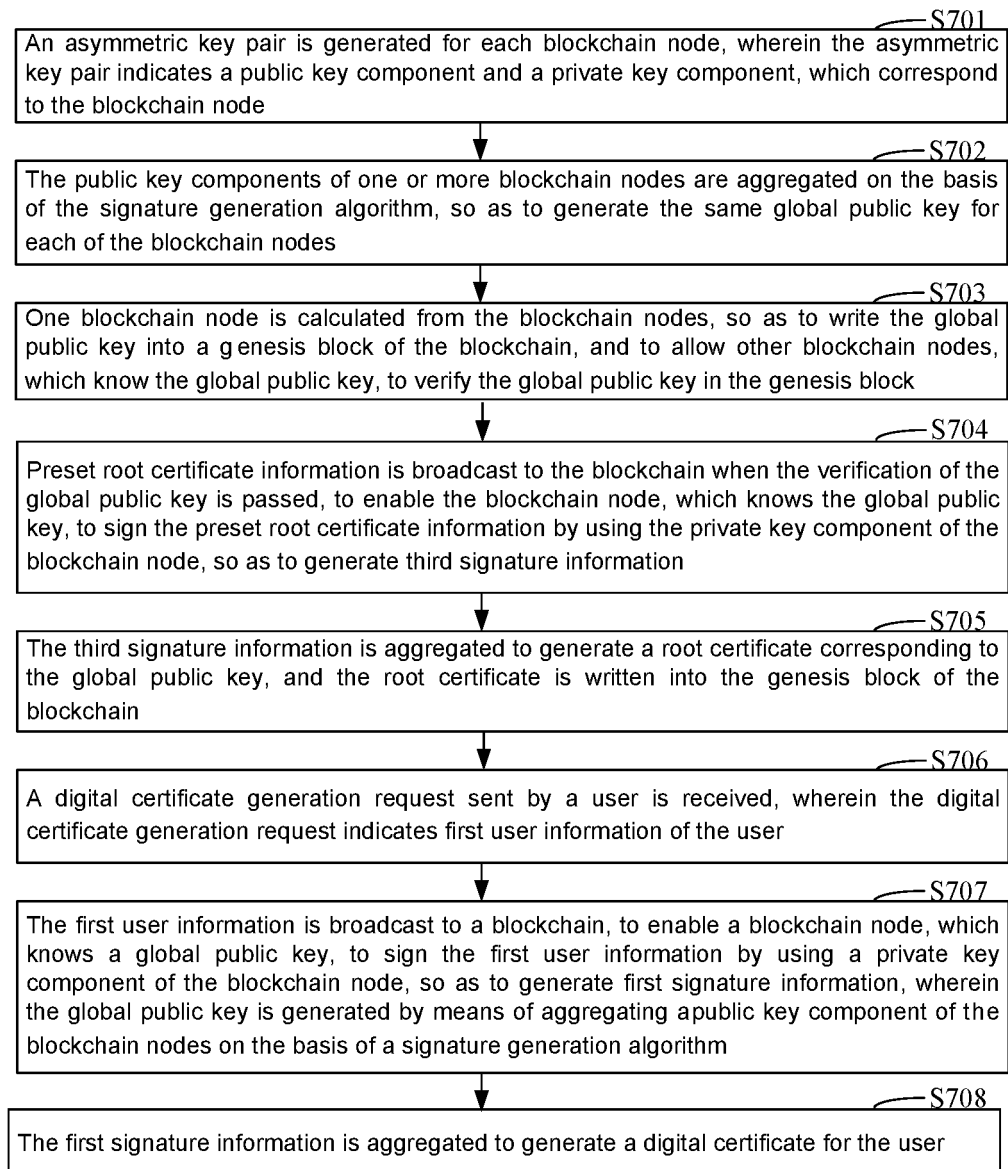 S701
An asymmetric key pair is generated for each blockchain node, wherein the asymmetric
key pair indicates a public key component and a private key component, which correspond
to the blockchain node
S702
The public key components of one or more blockchain nodes are aggregated on the basis
of the signature generation algorithm, so as to generate the same global public key for
each of the blockchain nodes
S703
One blockchain node is calculated from the blockchain nodes, so as to write the global
public key into a genesis block of the blockchain, and to allow other blockchain nodes,
which know the global public key, to verify the global public key in the genesis block
S704
Preset root certificate information is broadcast to the blockchain when the verification of the
global public key is passed, to enable the blockchain node, which knows the global public
key, to sign the preset root certificate information by using the private key component of the
blockchain node, so as to generate third signature information
S705
The third signature information is aggregated to generate a root certificate corresponding to
the global public key, and the root certificate is written into the genesis block of the
blockchain
S706
A digital certificate generation request sent by a user is received, wherein the digital
certificate generation request indicates first user information of the user
S707
The first user information is broadcast to a blockchain, to enable a blockchain node, which
knows a global public key, to sign the first user information by using a private key
component of the blockchain node, so as to generate first signature information, wherein
the global public key is generated by means of aggregating apublic key component of the
blockchain nodes on the basis of a signature generation algorithm
S708
The first signature information is aggregated to generate a digital certificate for the user